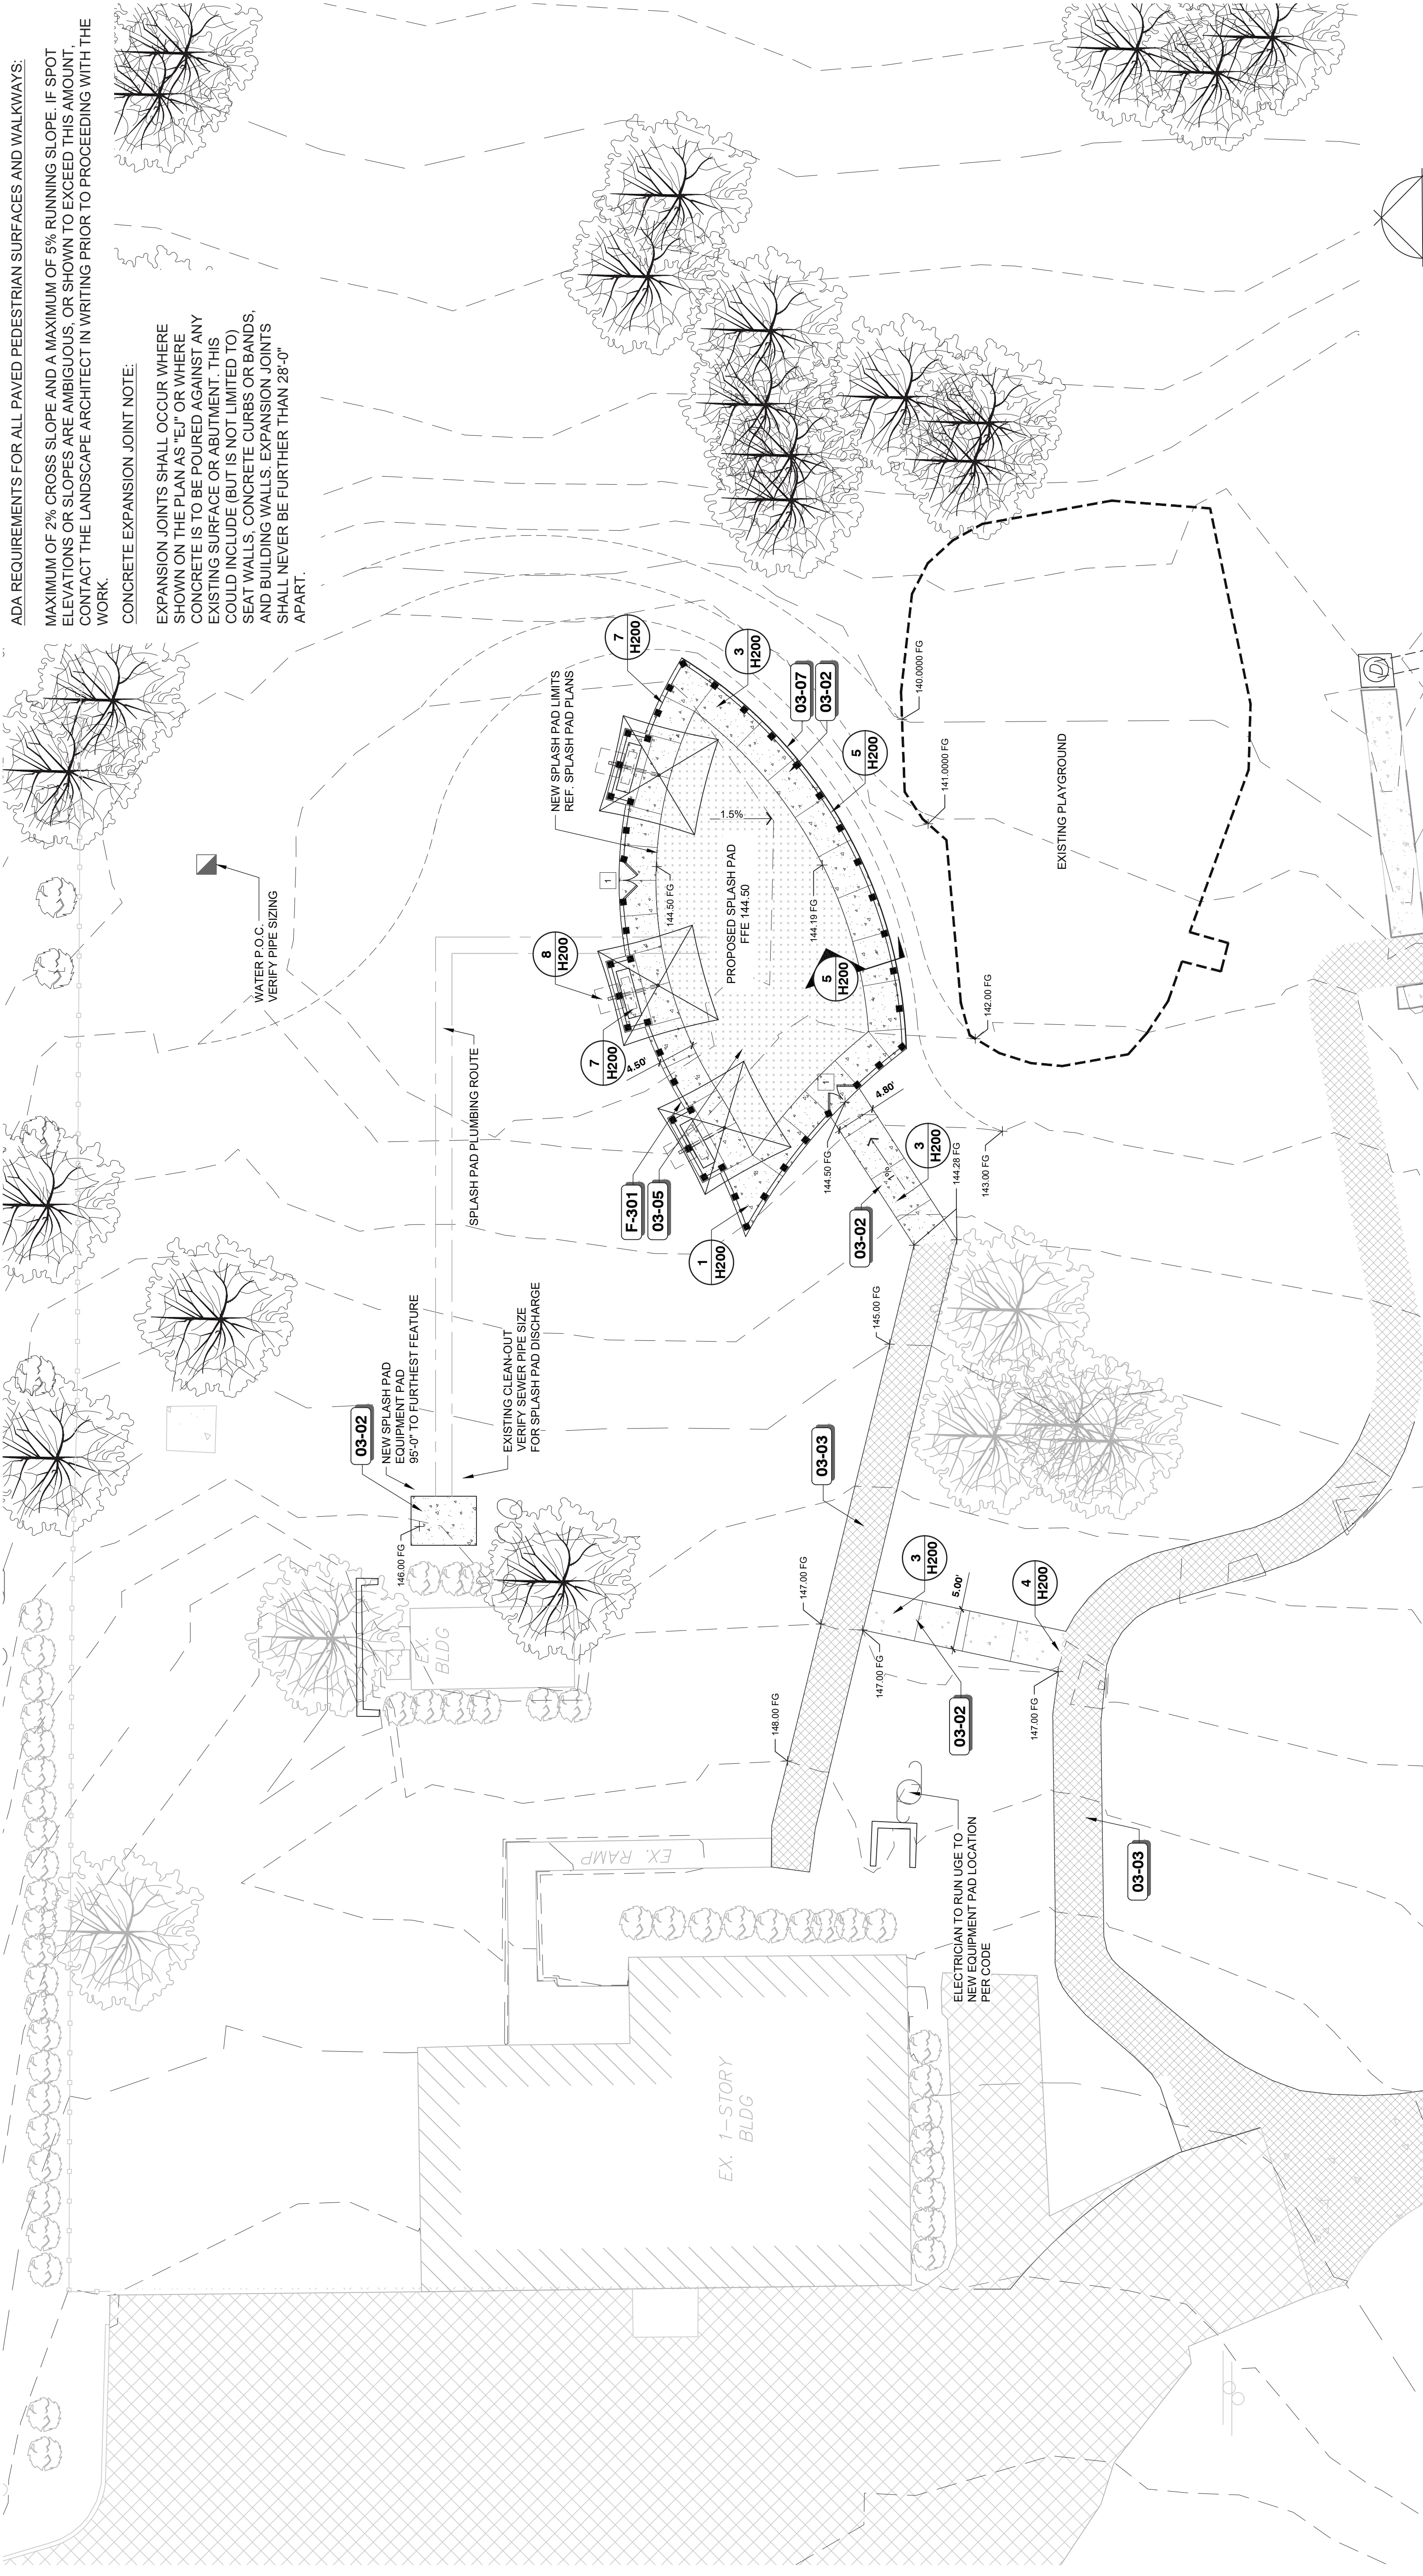 ADA REQUIREMENTS FOR ALL PAVED PEDESTRIAN SURFACES AND WALKWAYS:
MAXIMUM OF 2% CROSS SLOPE AND A MAXIMUM OF 5% RUNNING SLOPE. IF SPOT
ELEVATIONS OR SLOPES ARE AMBIGUOUS, OR SHOWN TO EXCEED THIS AMOUNT,
CONTACT THE LANDSCAPE ARCHITECT IN WRITING PRIOR TO PROCEEDING WITH THE
WORK.
CONCRETE EXPANSION JOINT NOTE:
EXPANSION JOINTS SHALL OCCUR WHERE
SHOWN ON THE PLAN AS "EJ" OR WHERE
CONCRETE IS TO BE POURED AGAINST ANY
EXISTING SURFACE OR ABUTMENT. THIS
COULD INCLUDE (BUT IS NOT LIMITED TO)
SEAT WALLS, CONCRETE CURBS OR BANDS,
AND BUILDING WALLS. EXPANSION JOINTS
SHALL NEVER BE FURTHER THAN 28'-0"
APART.
WATER P.O.C.
VERIFY PIPE SIZING
03-02
NEW SPLASH PAD
EQUIPMENT PAD
95'-0" TO FURTHEST FEATURE
146.00 FG
SPLASH PAD PLUMBING ROUTE
EXISTING CLEAN-OUT
VERIFY SEWER PIPE SIZE
FOR SPLASH PAD DISCHARGE
EX.
BLDG
NEW SPLASH PAD LIMITS
REF. SPLASH PAD PLANS
7
H200
3
H200
8
H200
7
H200
4.50'
1
F-301
03-05
1
H200
144.50 FG
1.5%
PROPOSED SPLASH PAD
FFE 144.50
144.19 FG
5
H200
03-07
03-02
5
H200
1
4.80'
144.50 FG
03-02
3
H200
144.28 FG
143.00 FG
142.00 FG
141.0000 FG
140.0000 FG
EXISTING PLAYGROUND
145.00 FG
03-03
147.00 FG
147.00 FG
148.00 FG
3
H200
5.00'
03-02
4
H200
147.00 FG
EX. RAMP
ELECTRICIAN TO RUN UGE TO
NEW EQUIPMENT PAD LOCATION
PER CODE
03-03
EX. 1-STORY
BLDG
D